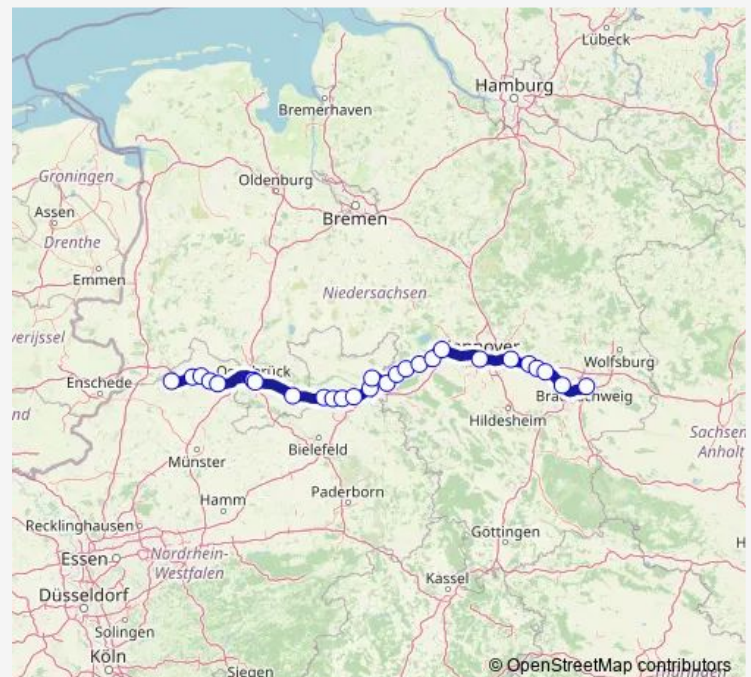 Lübeck
Hamburg
Bremerhaven
Groningen
Oldenburg
Assen
Bremen
Drenthe
Emmen
Niedersachsen
verijssel
Wolfsburg
Enschede
nd
Hildesheim
Sachsen
Anhalt
Bielefeld
Münster
Paderborn
Hamm
Recklinghausen
Göttingen
Essen
Nordrhein-
Westfalen
Kassel
Düsseldorf
Solingen
Köln
Siegen
© OpenStreetMap contributors